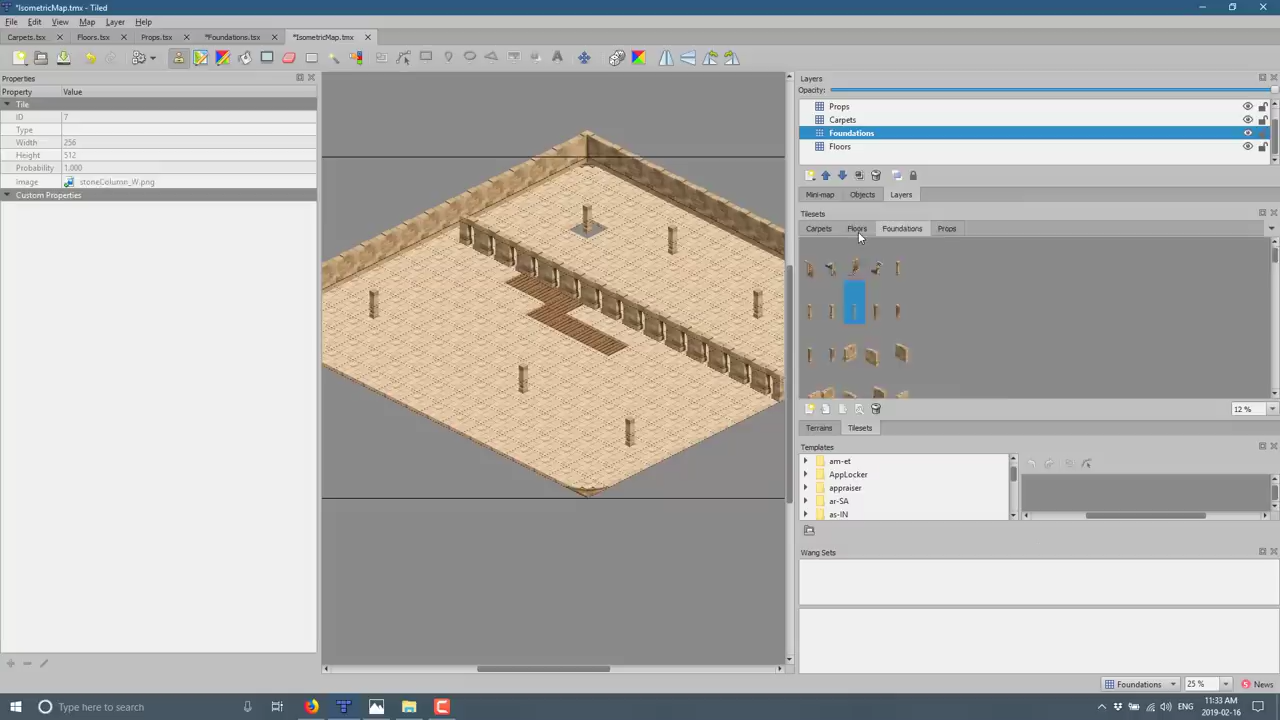 *IsometricMap.tmx - Tiled
File Edit View Map Layer Help
Carpets.tsx Floors.tsx Props.tsx *Foundations.tsx *IsometricMap.tmx
Properties
Property Value
Tile
ID 7
Type
Width 256
Height 512
Probability 1.000
image stoneColumn_W.png
Custom Properties
Layers
Opacity:
Props
Carpets
Foundations
Floors
Mini-map Objects Layers
Tilesets
Carpets Floors Foundations Props
12 %
Terrains Tilesets
Templates
am-et
AppLocker
appraiser
ar-SA
as-IN
Wang Sets
Foundations 25 % News
Type here to search
ENG
11:33 AM
2019-02-16